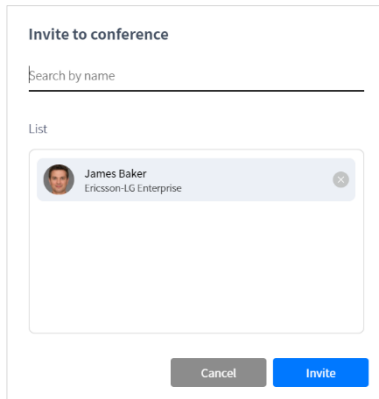 Invite to conference
Search by name
List
James Baker
Ericsson-LG Enterprise
Cancel
Invite